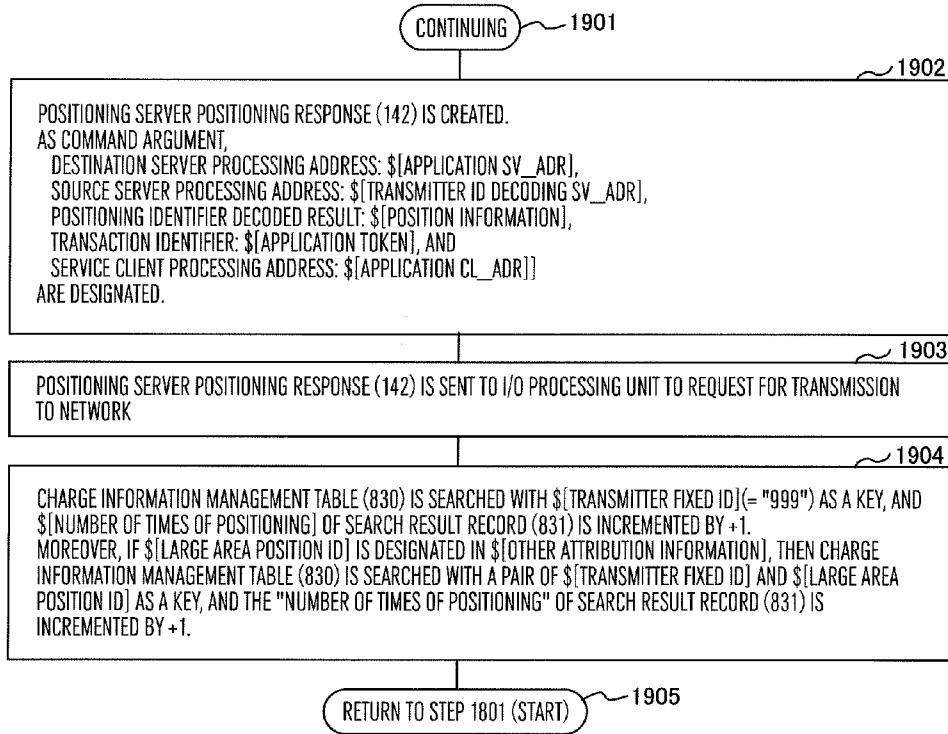 CONTINUING
1901
1902
POSITIONING SERVER POSITIONING RESPONSE (142) IS CREATED.
AS COMMAND ARGUMENT,
DESTINATION SERVER PROCESSING ADDRESS: $[APPLICATION SV_ADR],
SOURCE SERVER PROCESSING ADDRESS: $[TRANSMITTER ID DECODING SV_ADR],
POSITIONING IDENTIFIER DECODED RESULT: $[POSITION INFORMATION],
TRANSACTION IDENTIFIER: $[APPLICATION TOKEN], AND
SERVICE CLIENT PROCESSING ADDRESS: $[APPLICATION CL_ADR]]
ARE DESIGNATED.
1903
POSITIONING SERVER POSITIONING RESPONSE (142) IS SENT TO I/O PROCESSING UNIT TO REQUEST FOR TRANSMISSION
TO NETWORK
1904
CHARGE INFORMATION MANAGEMENT TABLE (830) IS SEARCHED WITH $[TRANSMITTER FIXED ID](= "999") AS A KEY, AND
$[NUMBER OF TIMES OF POSITIONING] OF SEARCH RESULT RECORD (831) IS INCREMENTED BY +1.
MOREOVER, IF $[LARGE AREA POSITION ID] IS DESIGNATED IN $[OTHER ATTRIBUTION INFORMATION], THEN CHARGE
INFORMATION MANAGEMENT TABLE (830) IS SEARCHED WITH A PAIR OF $[TRANSMITTER FIXED ID] AND $[LARGE AREA
POSITION ID] AS A KEY, AND THE "NUMBER OF TIMES OF POSITIONING" OF SEARCH RESULT RECORD (831) IS
INCREMENTED BY +1.
RETURN TO STEP 1801 (START)
1905